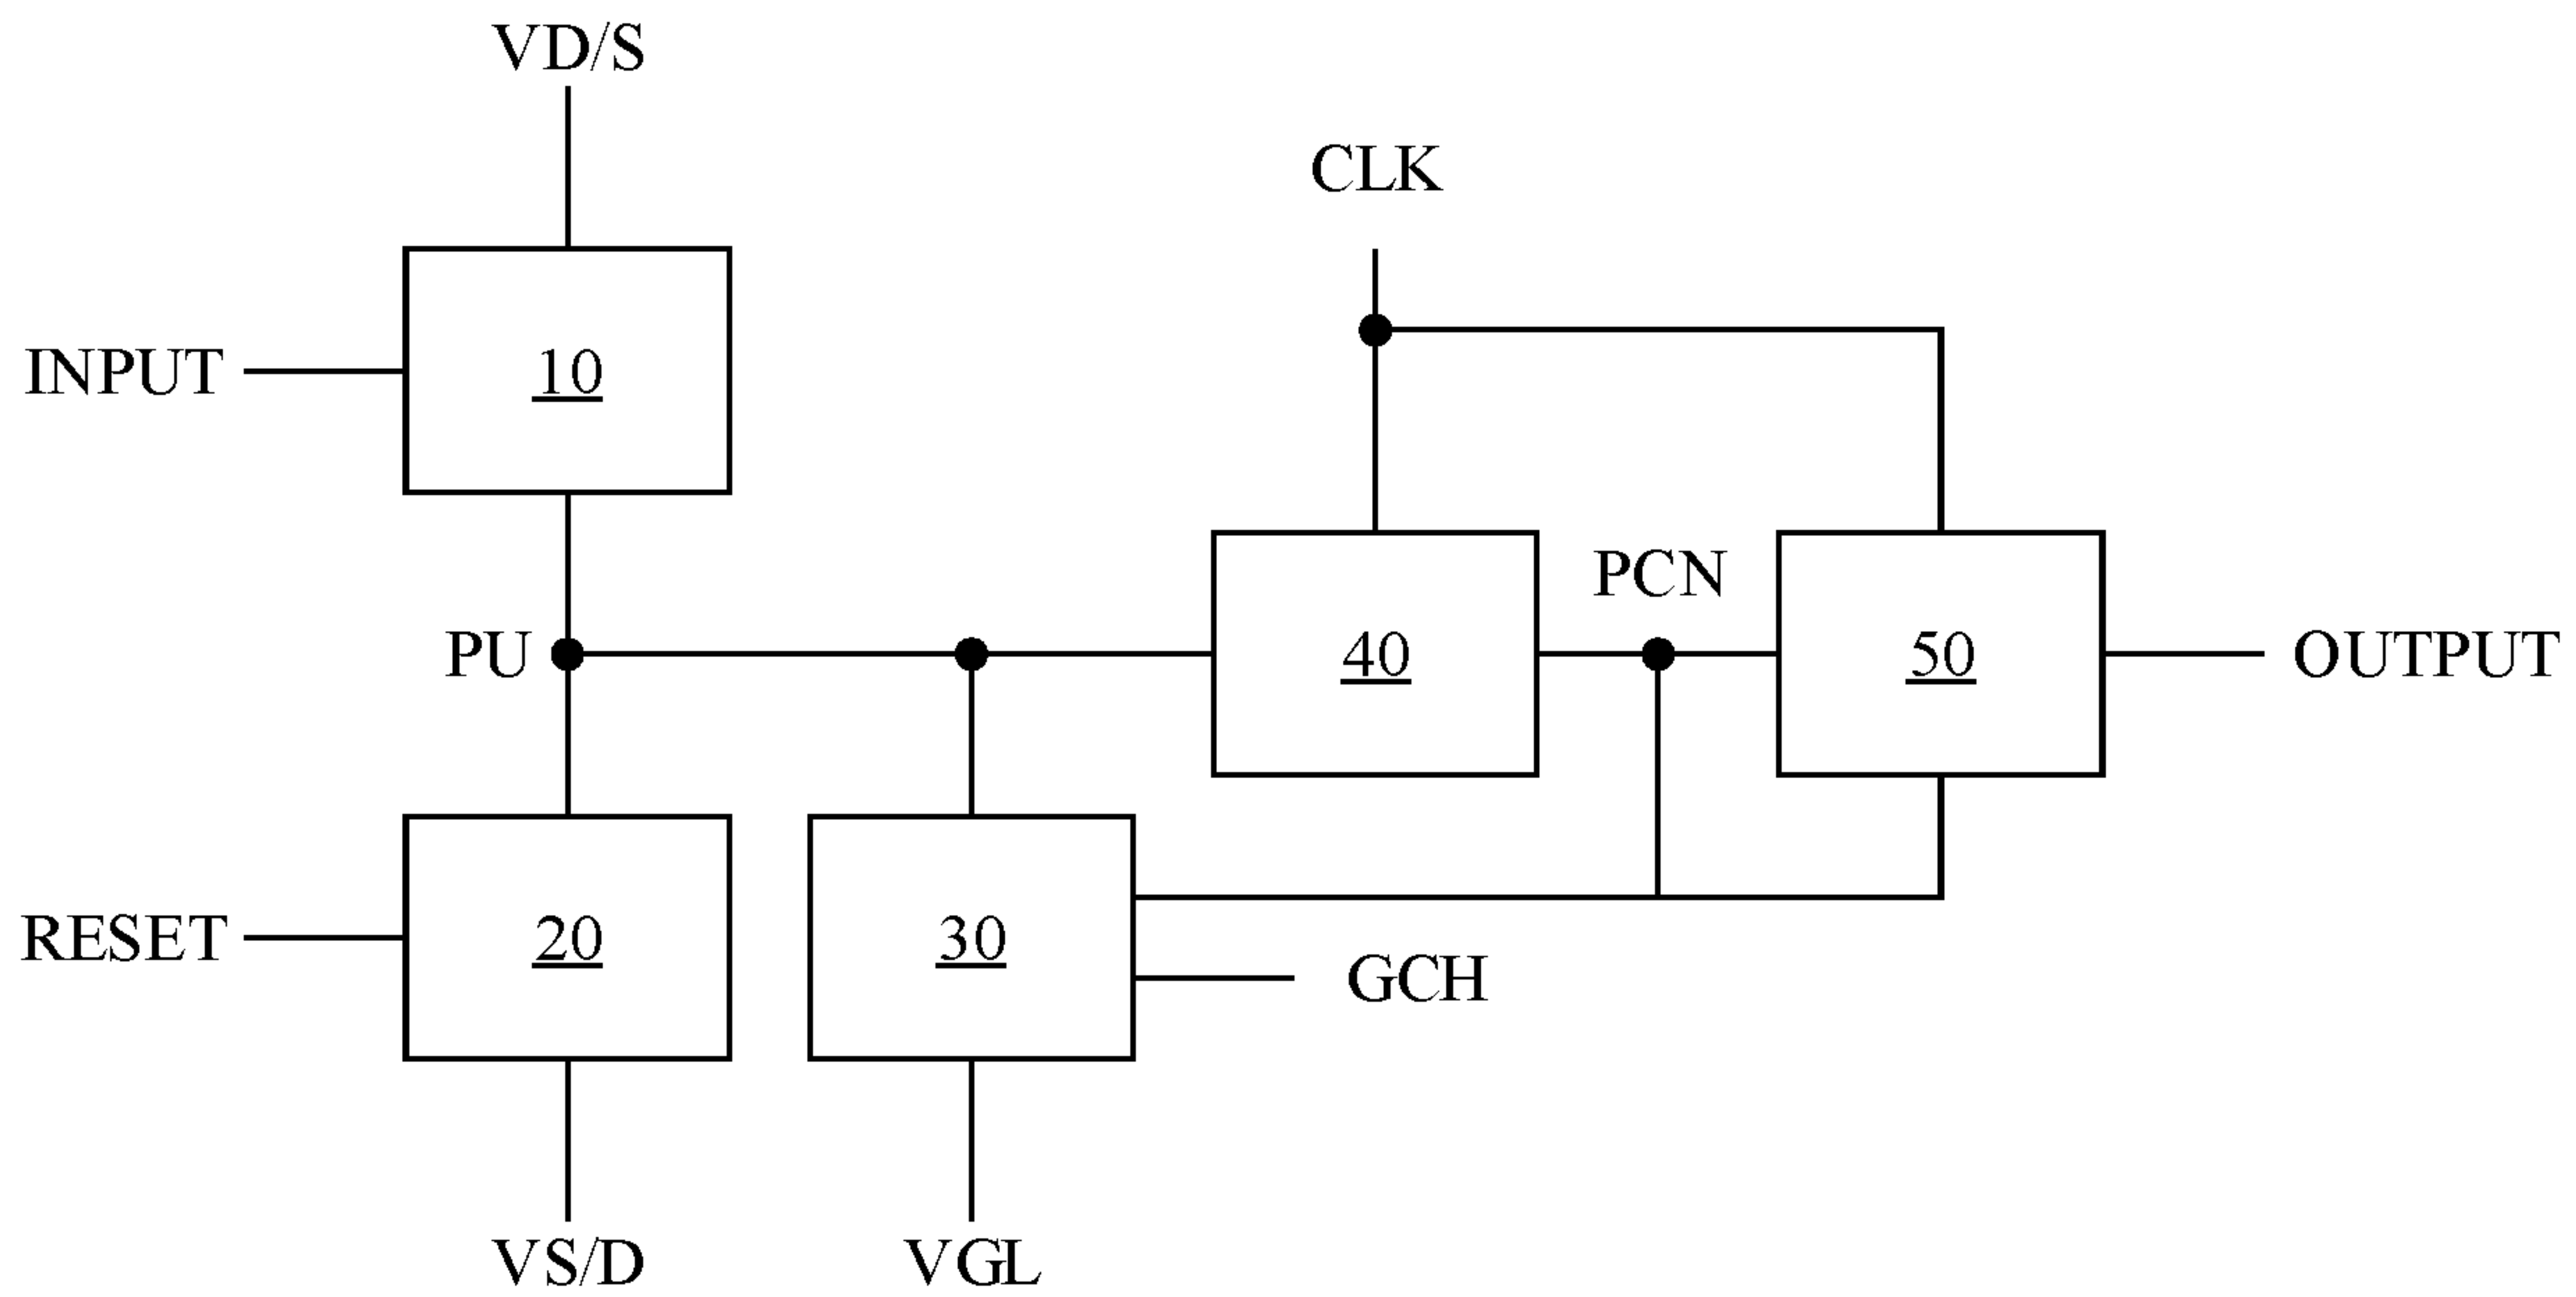 VD/S
CLK
INPUT
10
PCN
PU
40
50
OUTPUT
RESET
20
30
GCH
VS/D
VGL